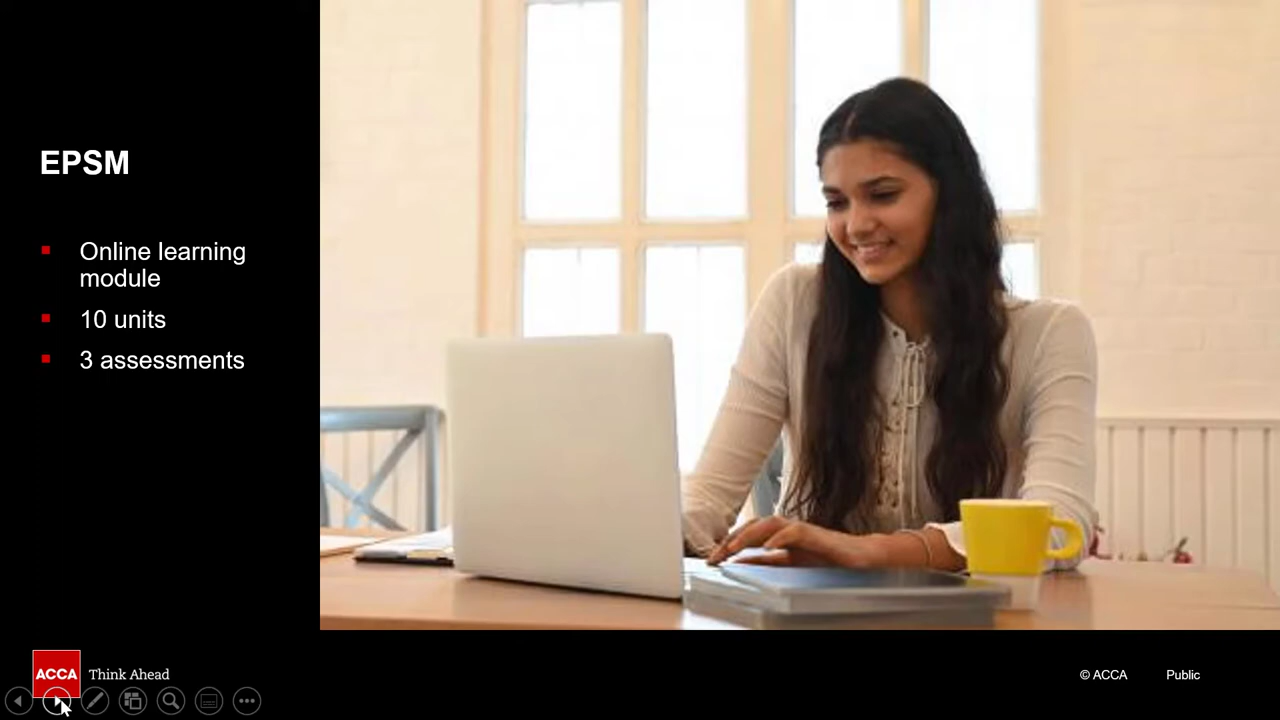 EPSM
Online learning
module
10 units
3 assessments
ACCA
Think Ahead
© ACCA
Public